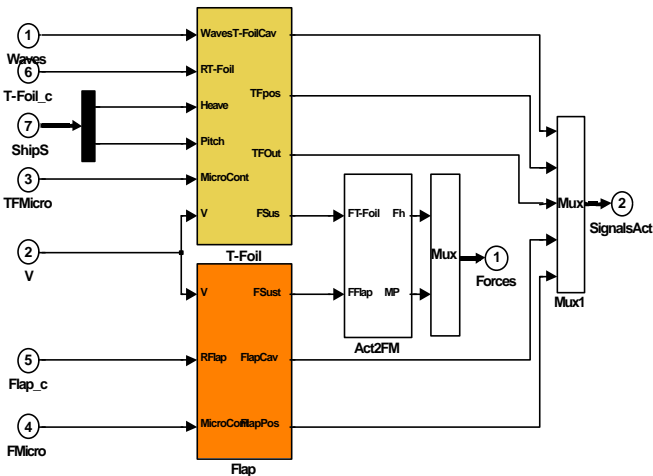 1
Waves
6
T-Foil_c
7
ShipS
3
TFMicro
2
V
5
Flap_c
4
FMicro
WavesT-FoilCav
RT-Foil
Heave
TFpos
Pitch
TFOut
MicroCont
V
FSus
T-Foil
V
FSust
RFlap
FlapCav
MicroCont
FlapPos
Flap
FT-Foil
Fh
FFlap
MP
Act2FM
Mux
1
Forces
Mux
Mux1
2
SignalsAct